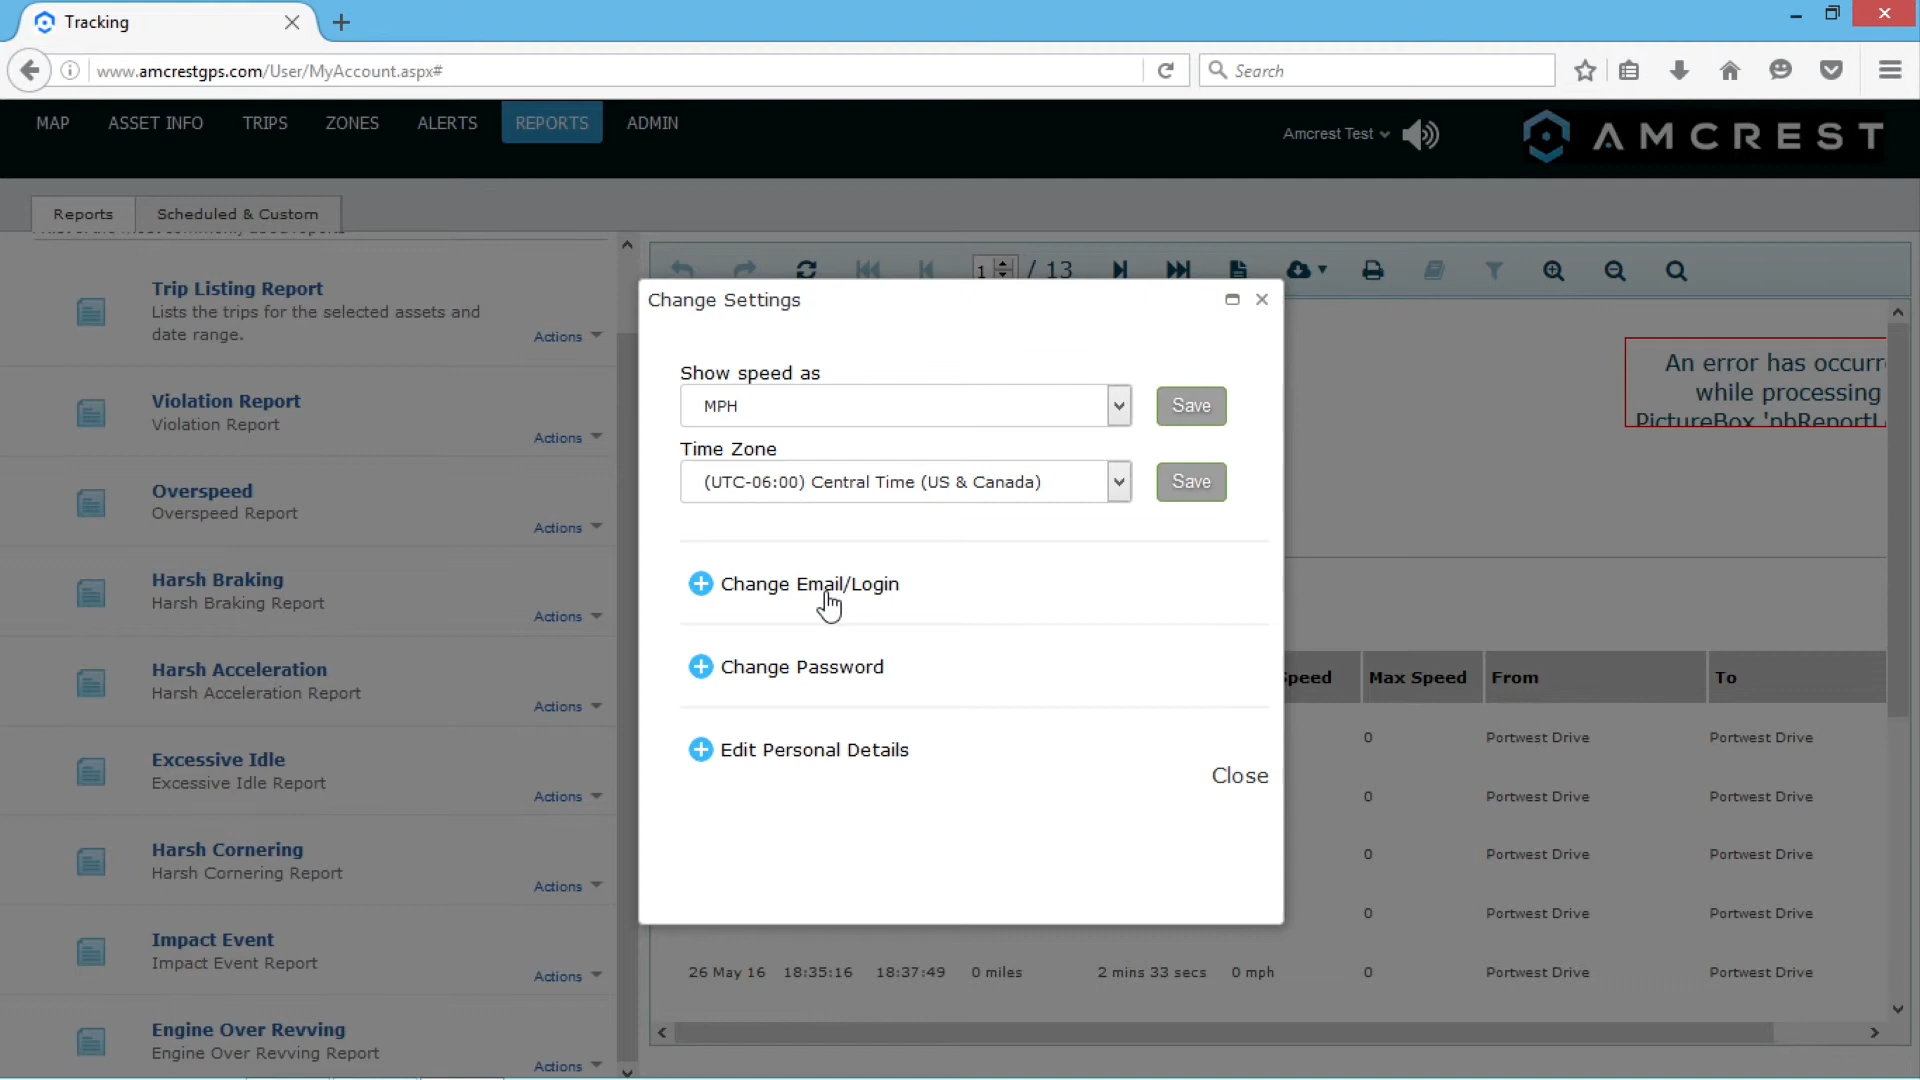 Tracking
www.amcrestgps.com/User/MyAccount.aspx#
Search
MAP ASSET INFO TRIPS ZONES ALERTS REPORTS ADMIN
Amcrest Test
AMCREST
Reports Scheduled & Custom
Trip Listing Report
Lists the trips for the selected assets and
date range.
Actions
Violation Report
Violation Report
Actions
Overspeed
Overspeed Report
Actions
Harsh Braking
Harsh Braking Report
Actions
Harsh Acceleration
Harsh Acceleration Report
Actions
Excessive Idle
Excessive Idle Report
Actions
Harsh Cornering
Harsh Cornering Report
Actions
Impact Event
Impact Event Report
Actions
Engine Over Revving
Engine Over Revving Report
Actions
1 / 13
An error has occurr
while processing
PictureBox 'pbReportL
Change Settings
Show speed as
MPH Save
Time Zone
(UTC-06:00) Central Time (US & Canada) Save
Change Email/Login
Change Password
Edit Personal Details
Close
Speed Max Speed From To
0 Portwest Drive Portwest Drive
0 Portwest Drive Portwest Drive
0 Portwest Drive Portwest Drive
0 Portwest Drive Portwest Drive
26 May 16 18:35:16 18:37:49 0 miles 2 mins 33 secs 0 mph 0 Portwest Drive Portwest Drive